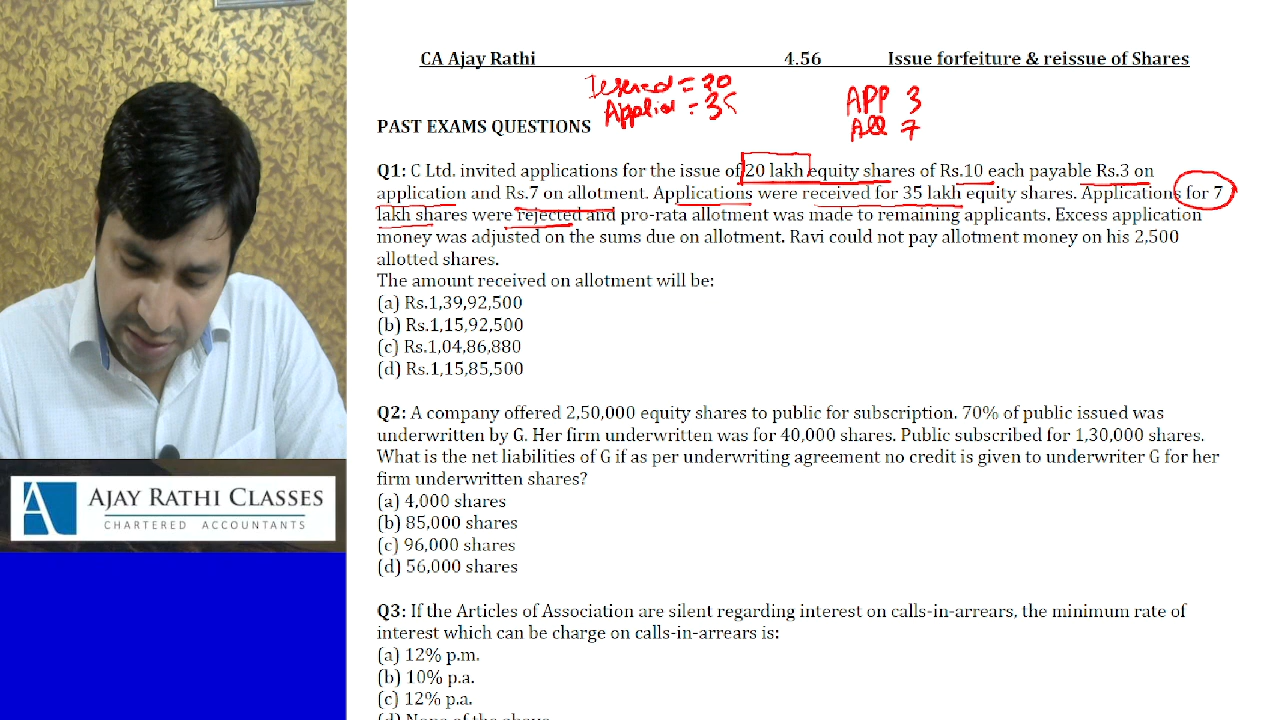 CA Ajay Rathi 4.56 Issue forfeiture & reissue of Shares
Issued = 20
Applied = 35
APP 3
All 7
PAST EXAMS QUESTIONS
Q1: C Ltd. invited applications for the issue of 20 lakh equity shares of Rs.10 each payable Rs.3 on
application and Rs.7 on allotment. Applications were received for 35 lakh equity shares. Applications for 7
lakh shares were rejected and pro-rata allotment was made to remaining applicants. Excess application
money was adjusted on the sums due on allotment. Ravi could not pay allotment money on his 2,500
allotted shares.
The amount received on allotment will be:
(a) Rs.1,39,92,500
(b) Rs.1,15,92,500
(c) Rs.1,04,86,880
(d) Rs.1,15,85,500
Q2: A company offered 2,50,000 equity shares to public for subscription. 70% of public issued was
underwritten by G. Her firm underwritten was for 40,000 shares. Public subscribed for 1,30,000 shares.
What is the net liabilities of G if as per underwriting agreement no credit is given to underwriter G for her
firm underwritten shares?
(a) 4,000 shares
(b) 85,000 shares
(c) 96,000 shares
(d) 56,000 shares
Q3: If the Articles of Association are silent regarding interest on calls-in-arrears, the minimum rate of
interest which can be charge on calls-in-arrears is:
(a) 12% p.m.
(b) 10% p.a.
(c) 12% p.a.
(d) None of the above
AJAY RATHI CLASSES
CHARTERED ACCOUNTANTS